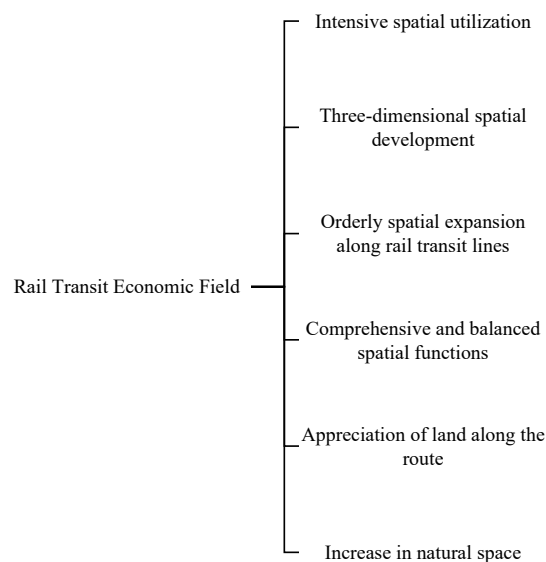 Intensive spatial utilization
Three-dimensional spatial
development
Orderly spatial expansion
along rail transit lines
Rail Transit Economic Field
Comprehensive and balanced
spatial functions
Appreciation of land along the
route
Increase in natural space